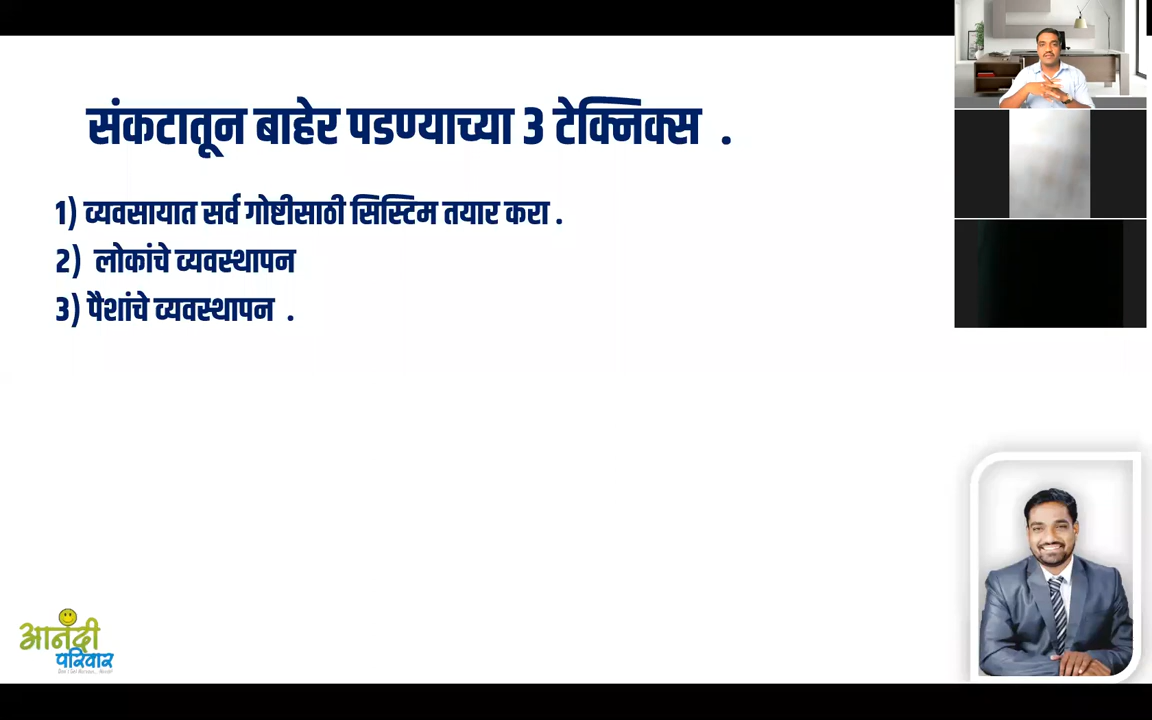 संकटातून बाहेर पडण्याच्या 3 टेक्निक्स .
1) व्यवसायात सर्व गोष्टीसाठी सिस्टिम तयार करा .
2) लोकांचे व्यवस्थापन
3) पैशांचे व्यवस्थापन .
आनंदी
परिवार